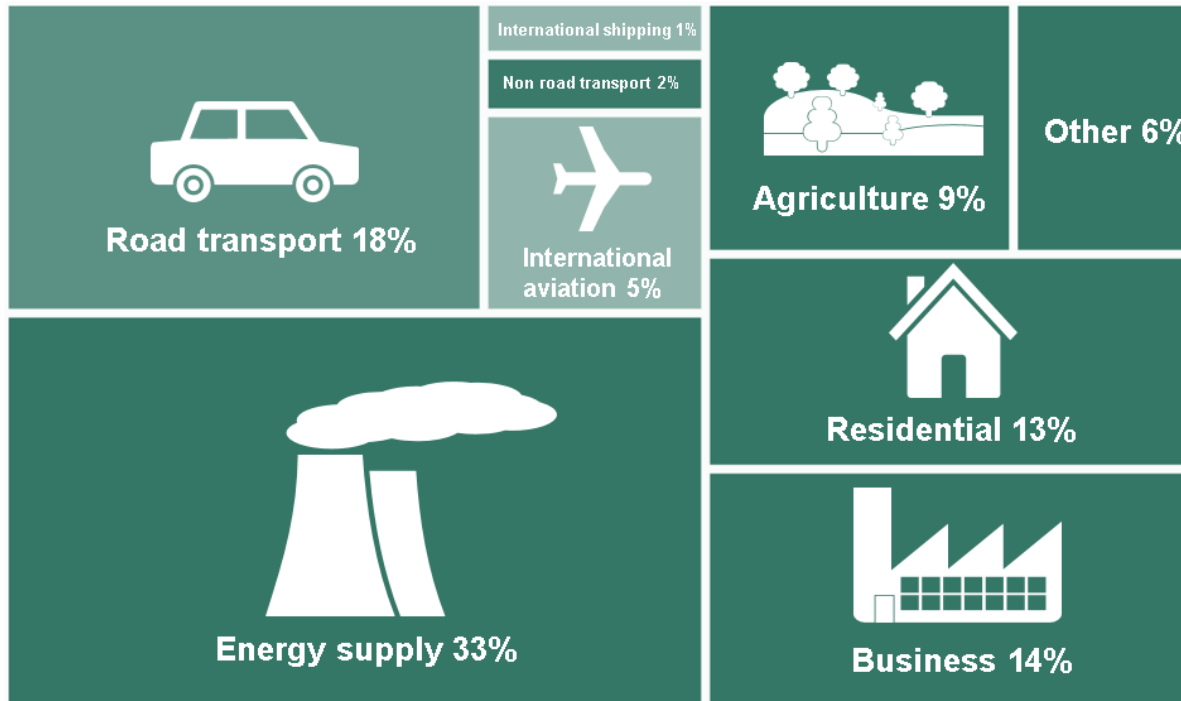 International shipping 1%
Non road transport 2%
Road transport 18%
International
aviation 5%
Agriculture 9%
Other 6%
Residential 13%
Energy supply 33%
Business 14%